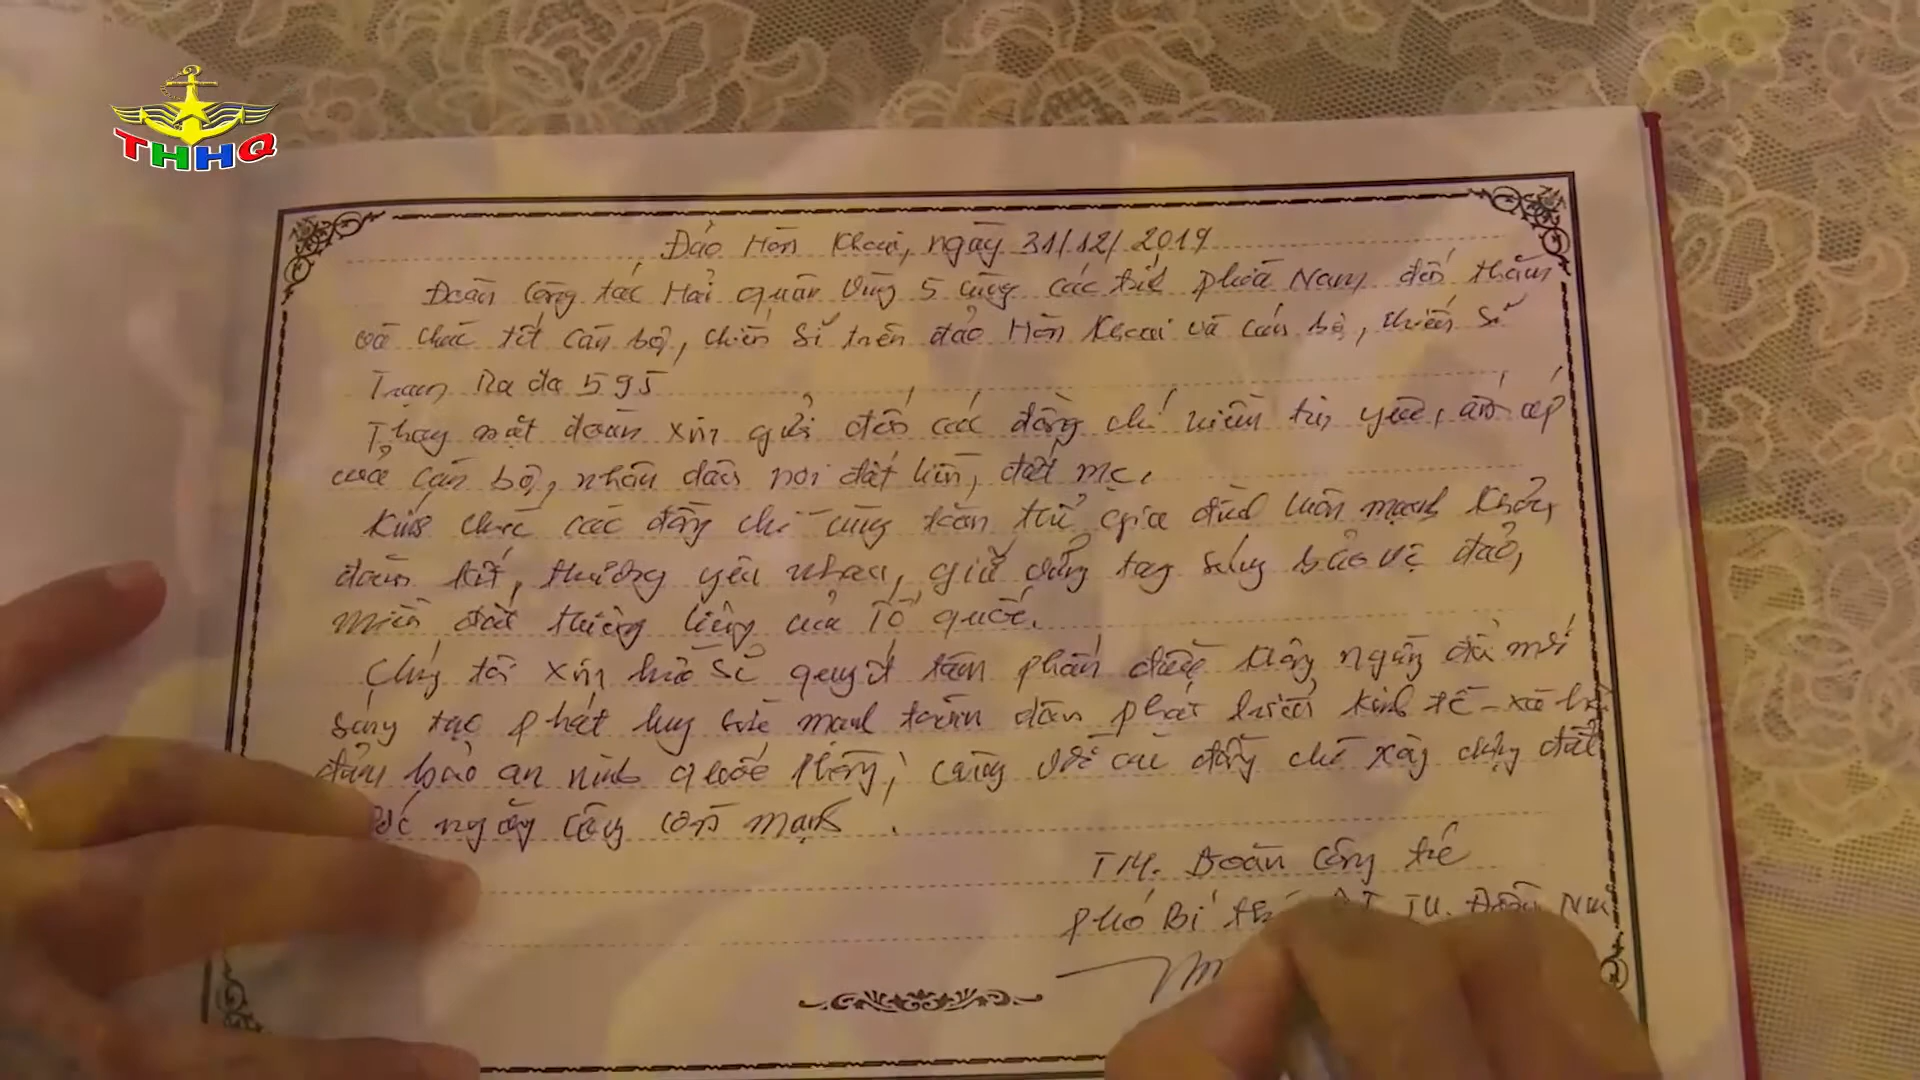 THHQ
Đảo Hòn Khoai, ngày 31/12/2019
Đoàn công tác Hải quân Vùng 5 cùng các tỉnh phía Nam đến thăm
và chúc tết cán bộ, chiến sĩ trên đảo Hòn Khoai và cán bộ, chiến sĩ
Trạm Ra đa 595
Thay mặt đoàn xin gửi đến các đồng chí niềm tin yêu, ấm áp
của cán bộ, nhân dân nơi đất liền, đất mẹ.
Kính chúc các đồng chí cùng toàn thể gia đình luôn mạnh khỏe,
đoàn kết, thương yêu nhau, giữ vững tay súng bảo vệ đảo,
miền đất thiêng liêng của Tổ quốc.
Chúng tôi xin hứa sẽ quyết tâm phấn đấu không ngừng đổi mới
sáng tạo phát huy sức mạnh toàn dân phát triển kinh tế - xã hội
đảm bảo an ninh quốc phòng, cùng với các đồng chí xây dựng đất
nước ngày càng lớn mạnh.
TM. Đoàn công tác
Phó Bí thư TU.